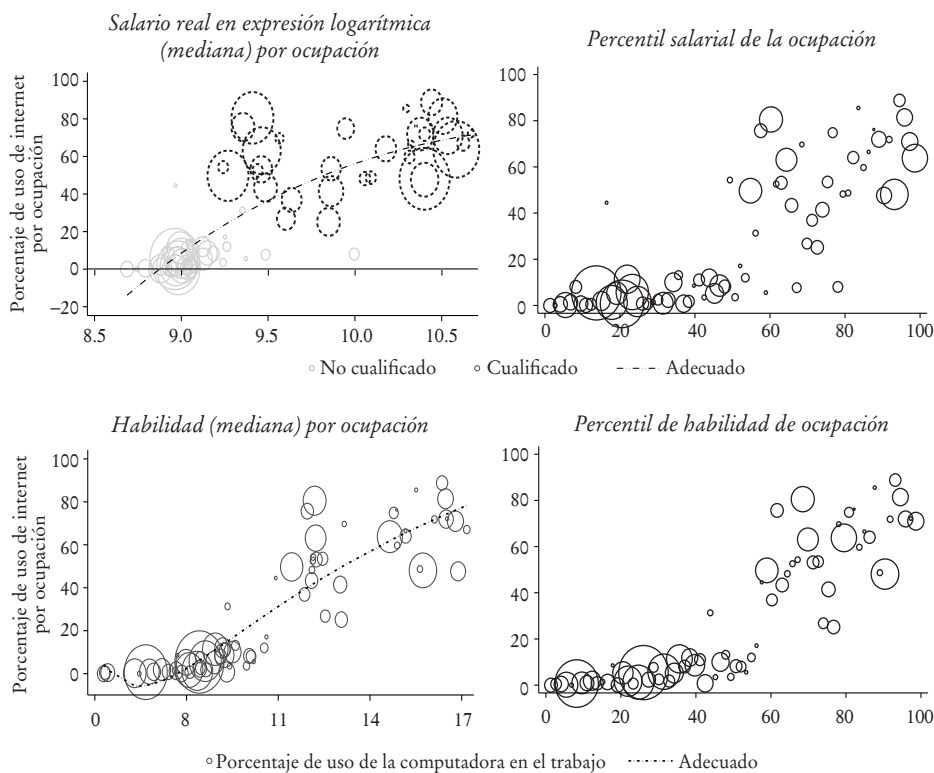 Salario real en expresión logarítmica
(mediana) por ocupación
Percentil salarial de la ocupación
Porcentaje de uso de internet
por ocupación
100
80
60
40
20
0
−20
8.5 9.0 9.5 10.0 10.5
100
80
60
40
20
0
0 20 40 60 80 100
No cualificado Cualificado Adecuado
Habilidad (mediana) por ocupación
Percentil de habilidad de ocupación
Porcentaje de uso de internet
por ocupación
100
80
60
40
20
0
0 8 11 14 17
100
80
60
40
20
0
0 20 40 60 80 100
Porcentaje de uso de la computadora en el trabajo Adecuado